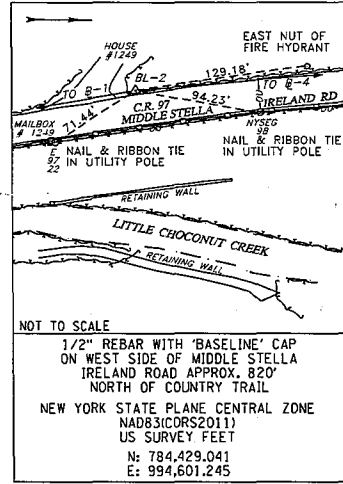 HOUSE
#1249
EAST NUT OF
FIRE HYDRANT
TO B-1
BL-2
129.18'
TO B-4
C.R. 97
94.23'
MIDDLE STELLA
IRELAND RD
71.44'
MAILBOX
# 1249
E
97
22
NAIL & RIBBON TIE
IN UTILITY POLE
NYSEG
98
NAIL & RIBBON TIE
IN UTILITY POLE
RETAINING WALL
LITTLE CHOCONUT CREEK
RETAINING WALL
NOT TO SCALE
1/2" REBAR WITH 'BASELINE' CAP
ON WEST SIDE OF MIDDLE STELLA
IRELAND ROAD APPROX. 820'
NORTH OF COUNTRY TRAIL
NEW YORK STATE PLANE CENTRAL ZONE
NAD83(CORS2011)
US SURVEY FEET
N: 784,429.041
E: 994,601.245